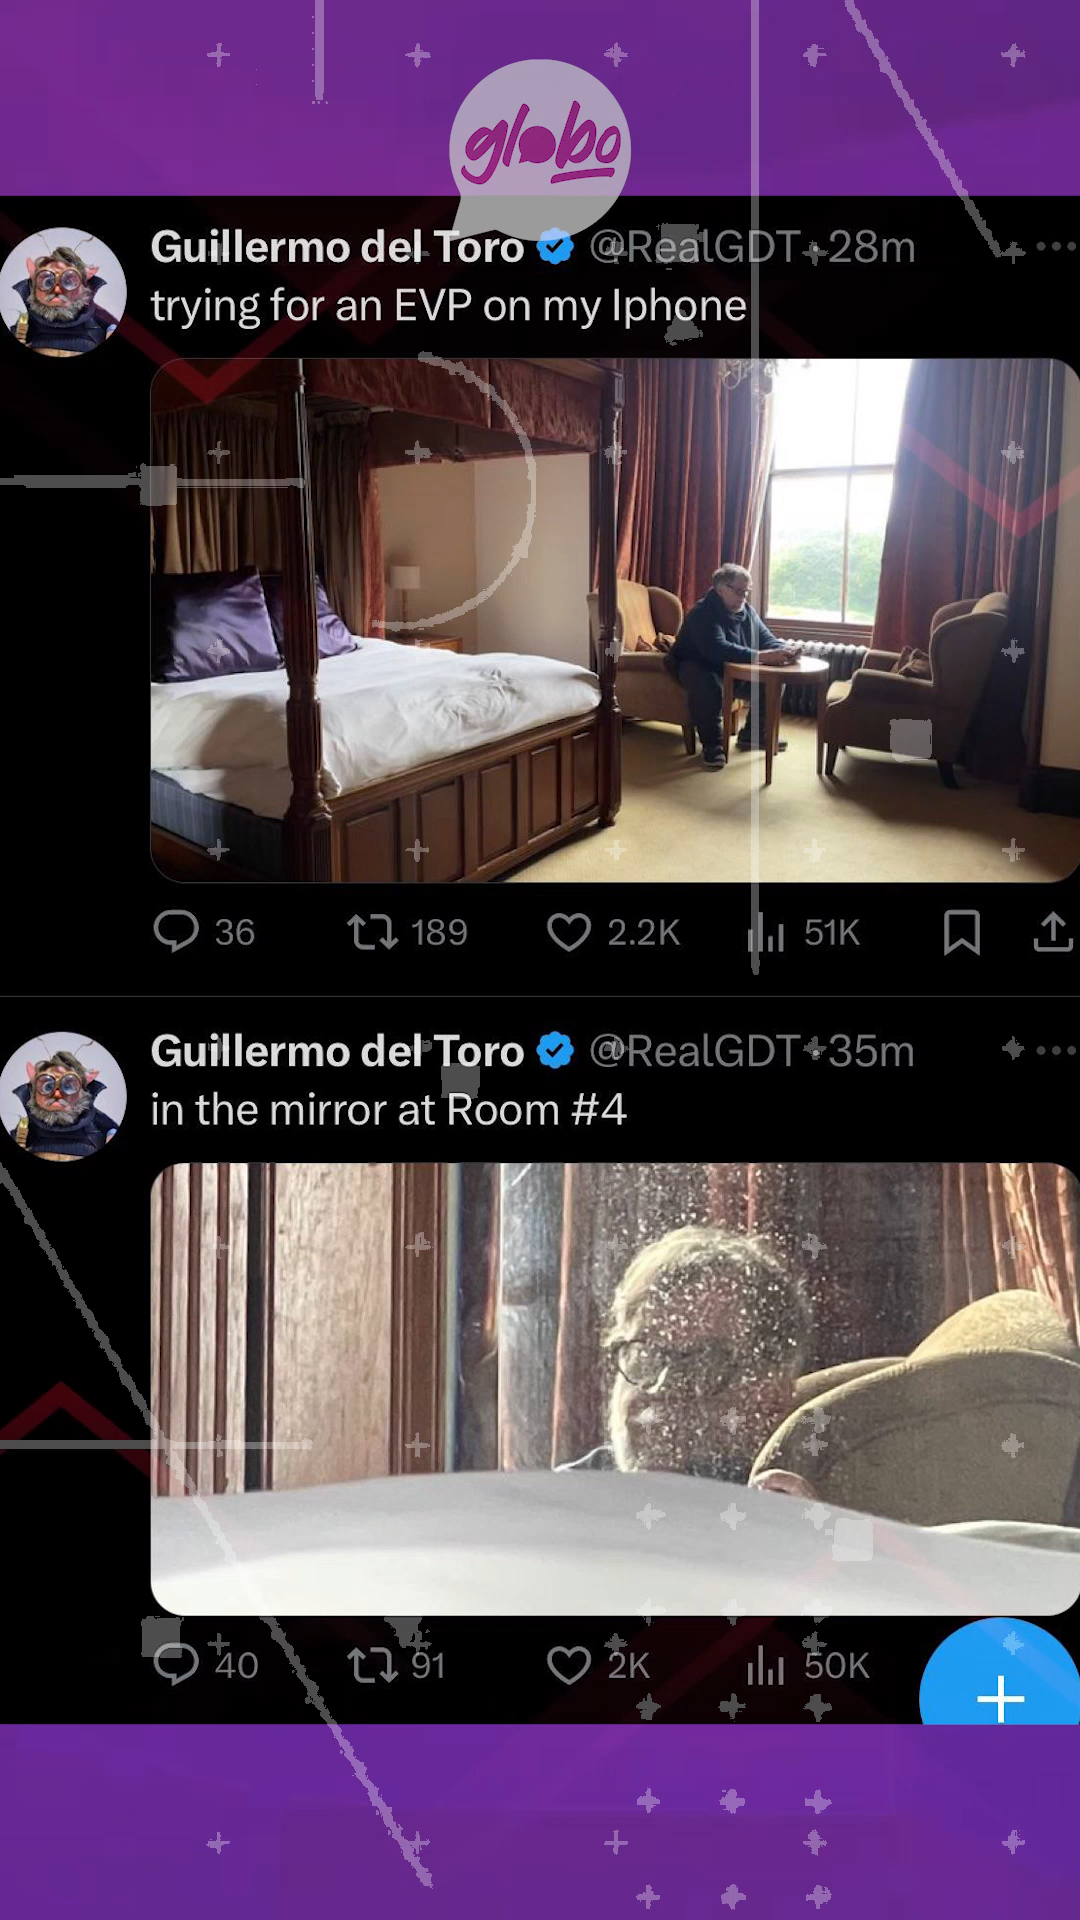 globo
Guillermo del Toro @RealGDT · 28m
trying for an EVP on my Iphone
36 189 2.2K 51K
Guillermo del Toro @RealGDT · 35m
in the mirror at Room #4
40 91 2K 50K